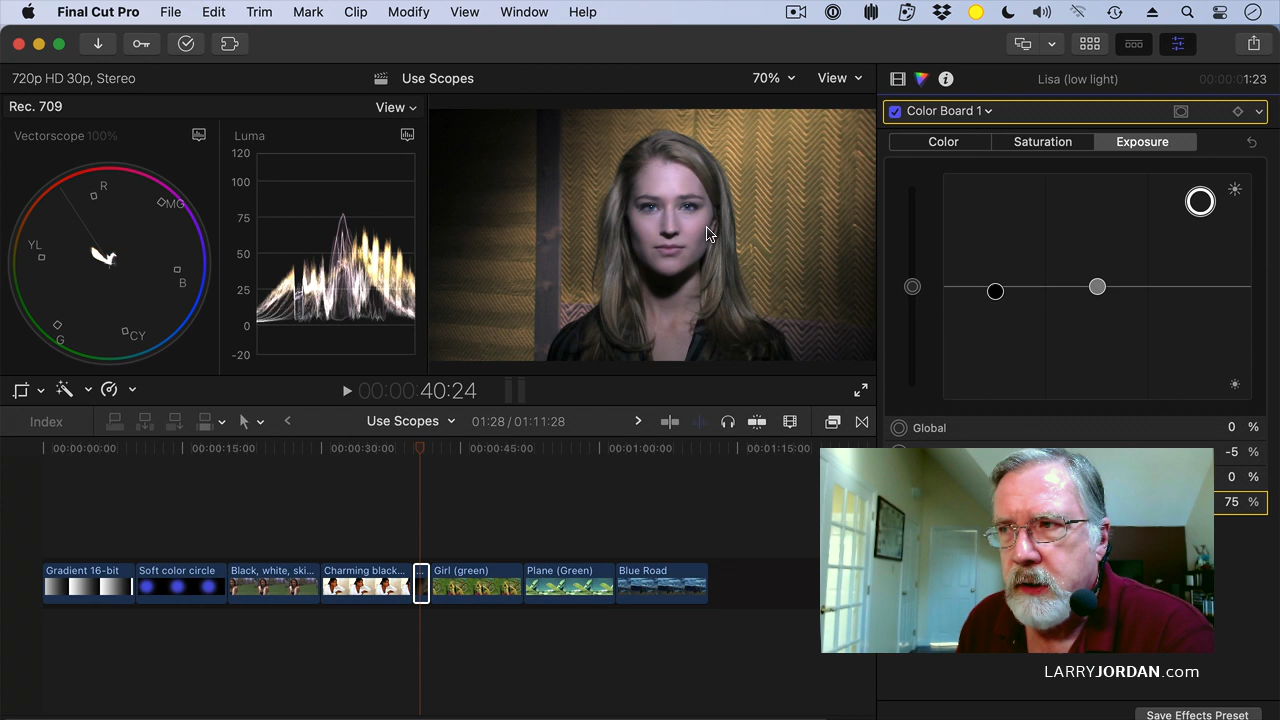 Final Cut Pro File Edit Trim Mark Clip Modify View Window Help
720p HD 30p, Stereo Use Scopes 70% View Lisa (low light) 00:00:01:23
Rec. 709 View Color Board 1
Vectorscope 100% Luma Color Saturation Exposure
120
100
75
50
25
0
-20
R
MG
YL
B
G
CY
00:00:40:24
Index Use Scopes 01:28 / 01:11:28
Global 0 %
-5 %
0 %
75 %
00:00:00:00 00:00:15:00 00:00:30:00 00:00:45:00 00:01:00:00 00:01:15:00
Gradient 16-bit Soft color circle Black, white, ski... Charming black... Girl (green) Plane (Green) Blue Road
LARRYJORDAN.com
Save Effects Preset